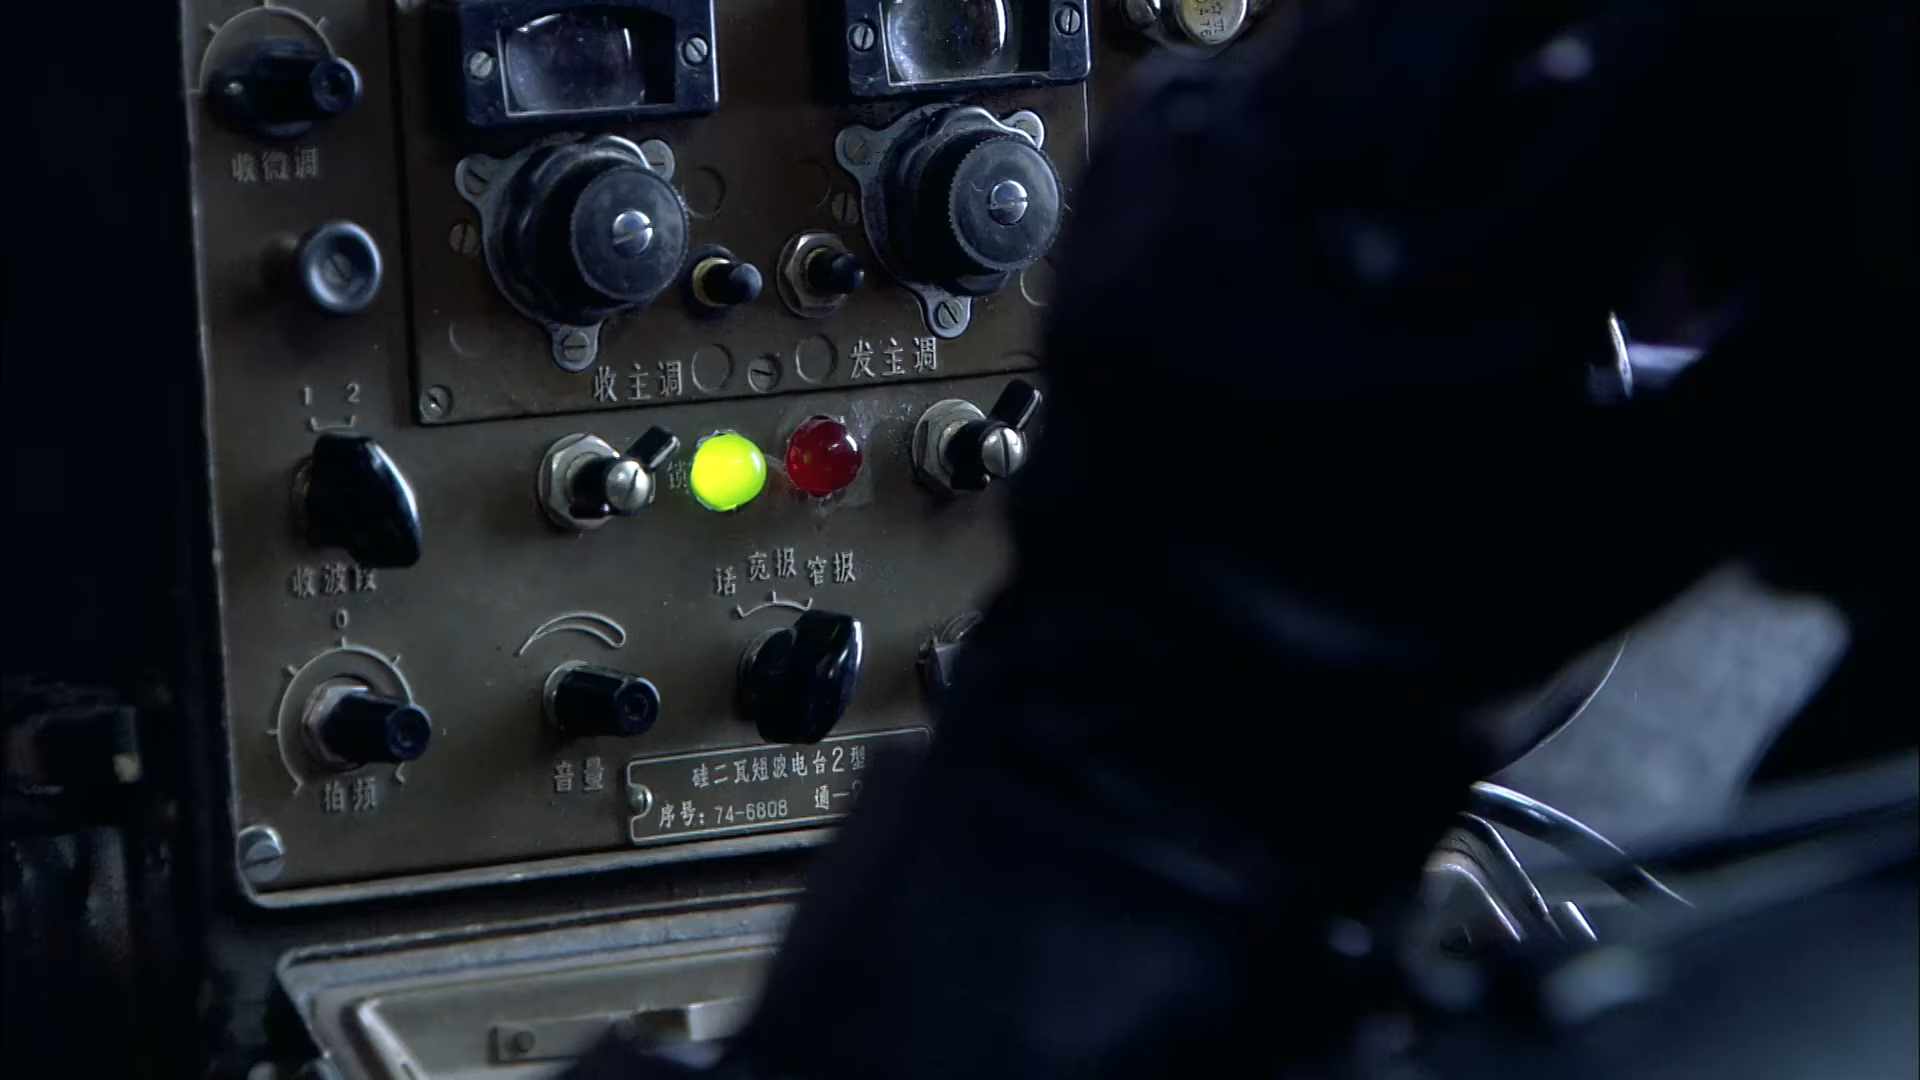 收微调
收主调
发主调
1 2
锁
收波段
话 宽报 窄报
0
拍频
音量
硅二瓦短波电台2型
序号: 74-6808 通-2